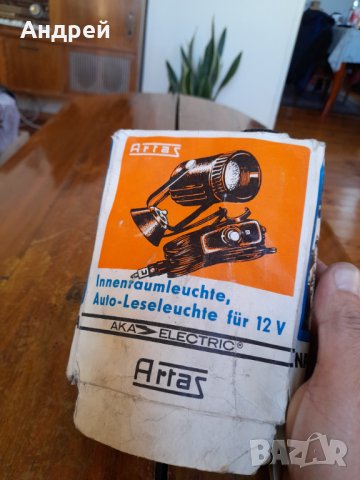 Андрей
Artas
Innenraumleuchte,
Auto-Leseleuchte für 12 V
AKA ELECTRIC®
Artas
BAZAR